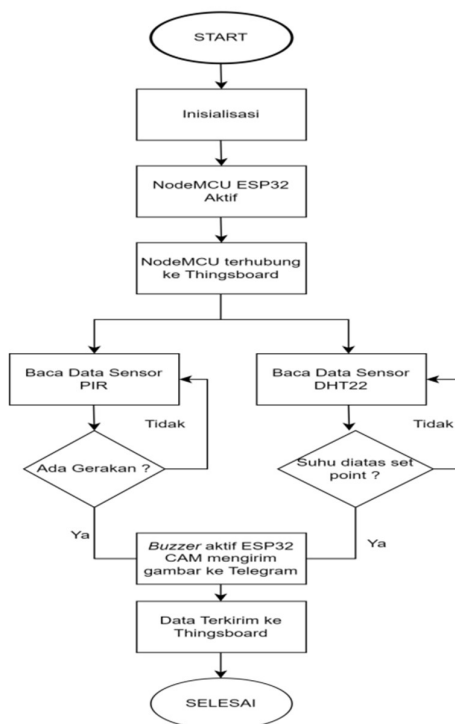 START
Inisialisasi
NodeMCU ESP32
Aktif
NodeMCU terhubung
ke Thingsboard
Baca Data Sensor
PIR
Baca Data Sensor
DHT22
Tidak
Tidak
Ada Gerakan ?
Suhu diatas set
point ?
Ya
Ya
Buzzer aktif ESP32
CAM mengirim
gambar ke Telegram
Data Terkirim ke
Thingsboard
SELESAI